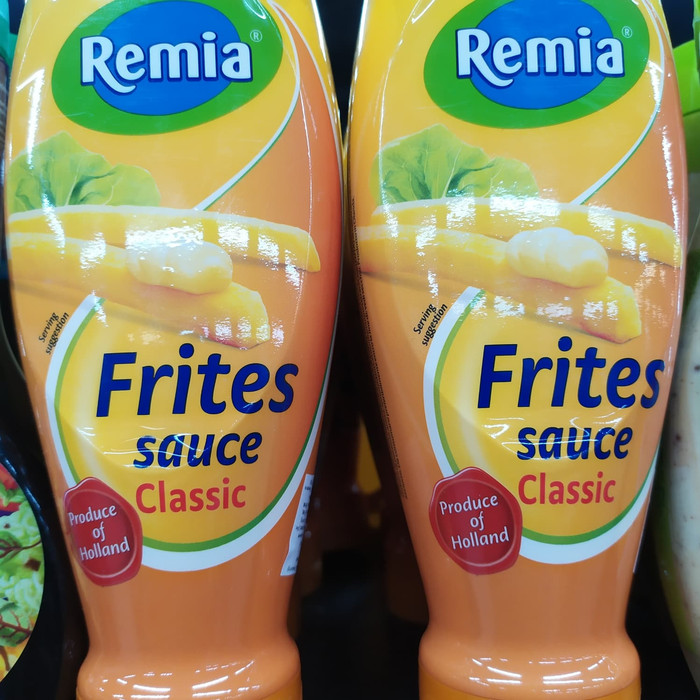 Remia®
Serving
suggestion
Frites
sauce
Classic
Produce
of
Holland
Remia®
Serving
suggestion
Frites
sauce
Classic
Produce
of
Holland